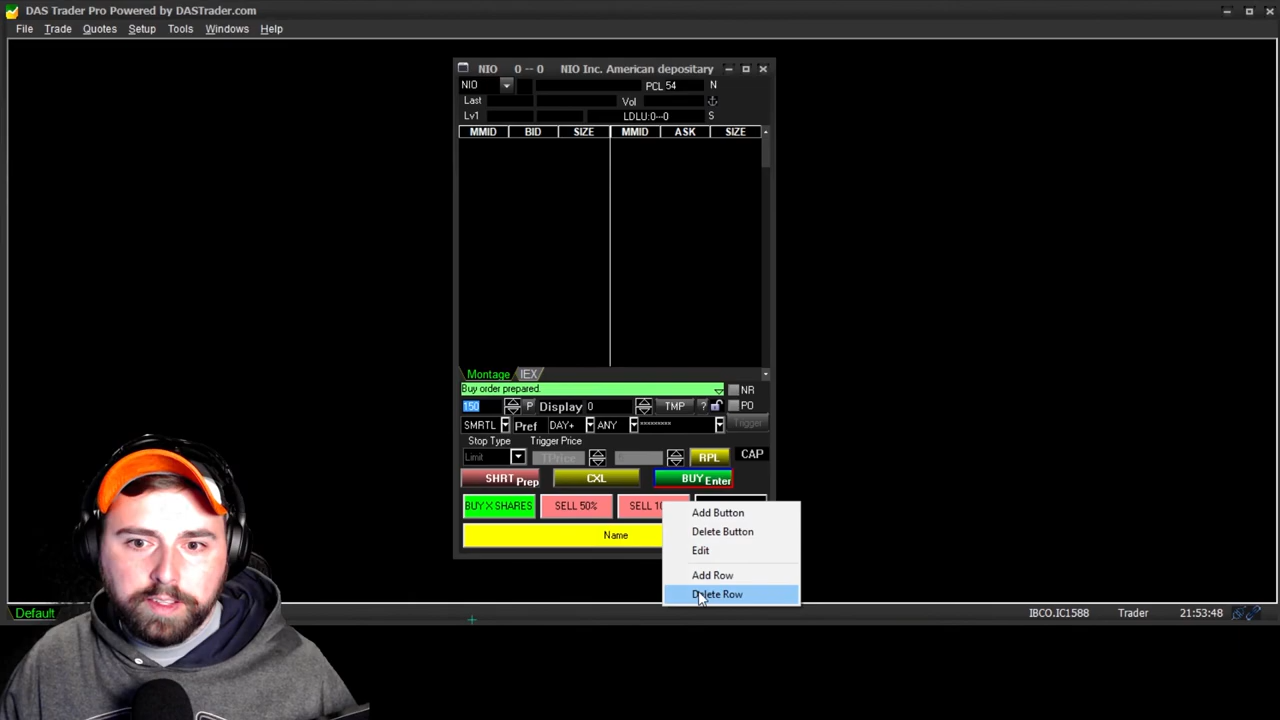 DAS Trader Pro Powered by DASTrader.com
File Trade Quotes Setup Tools Windows Help
NIO 0 -- 0 NIO Inc. American depositary
NIO PCL 54 N
Last Vol
Lv1 LDLU:0--0 S
MMID BID SIZE MMID ASK SIZE
Montage IEX
Buy order prepared. NR
150 P Display 0 TMP ? PO
SMRTL Pref DAY+ ANY ********* Trigger
Stop Type Trigger Price
Limit TPrice RPL CAP
SHRT Prep CXL BUY Enter
BUY X SHARES SELL 50% SELL 10
Name
Add Button
Delete Button
Edit
Add Row
Delete Row
Default IBCO.IC1588 Trader 21:53:48